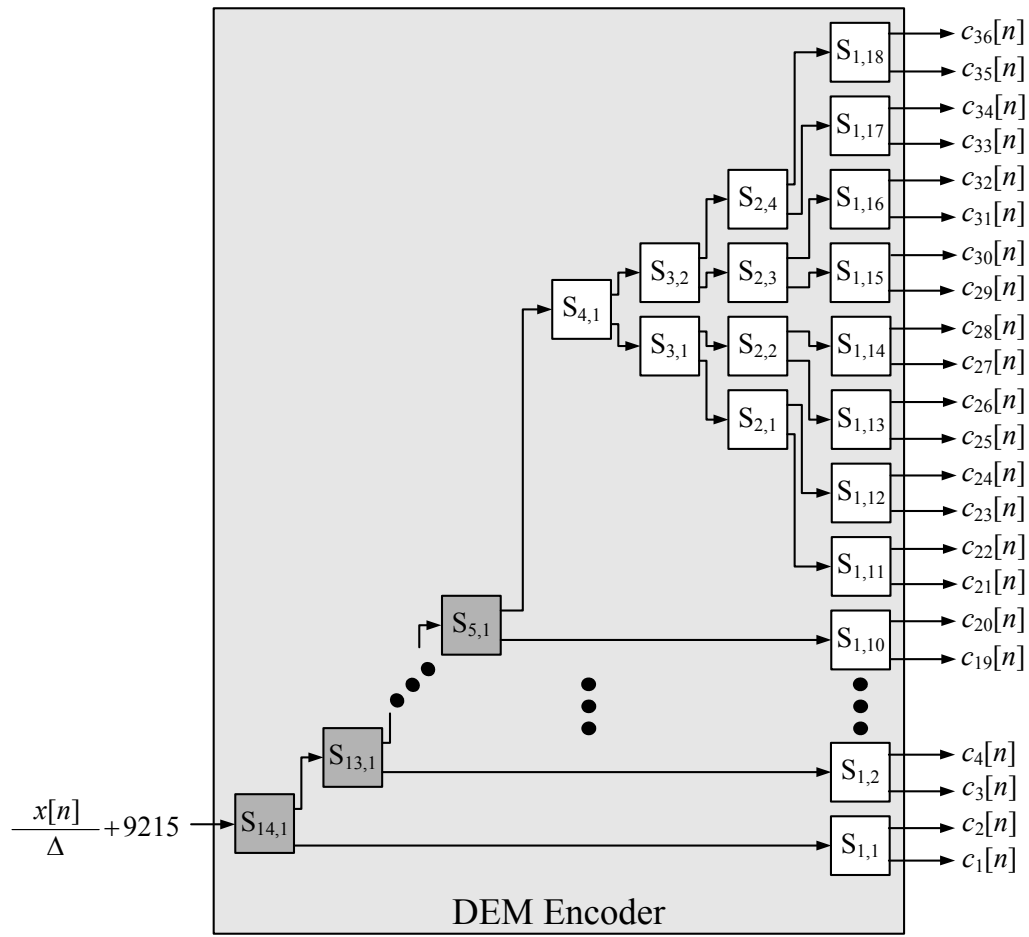 S1,18
c36[n]
c35[n]
S1,17
c34[n]
c33[n]
S2,4
S1,16
c32[n]
c31[n]
S3,2
S2,3
S1,15
c30[n]
c29[n]
S4,1
S3,1
S2,2
S1,14
c28[n]
c27[n]
S2,1
S1,13
c26[n]
c25[n]
S1,12
c24[n]
c23[n]
S1,11
c22[n]
c21[n]
S5,1
S1,10
c20[n]
c19[n]
S13,1
S1,2
c4[n]
c3[n]
x[n]/Δ +9215
S14,1
S1,1
c2[n]
c1[n]
DEM Encoder